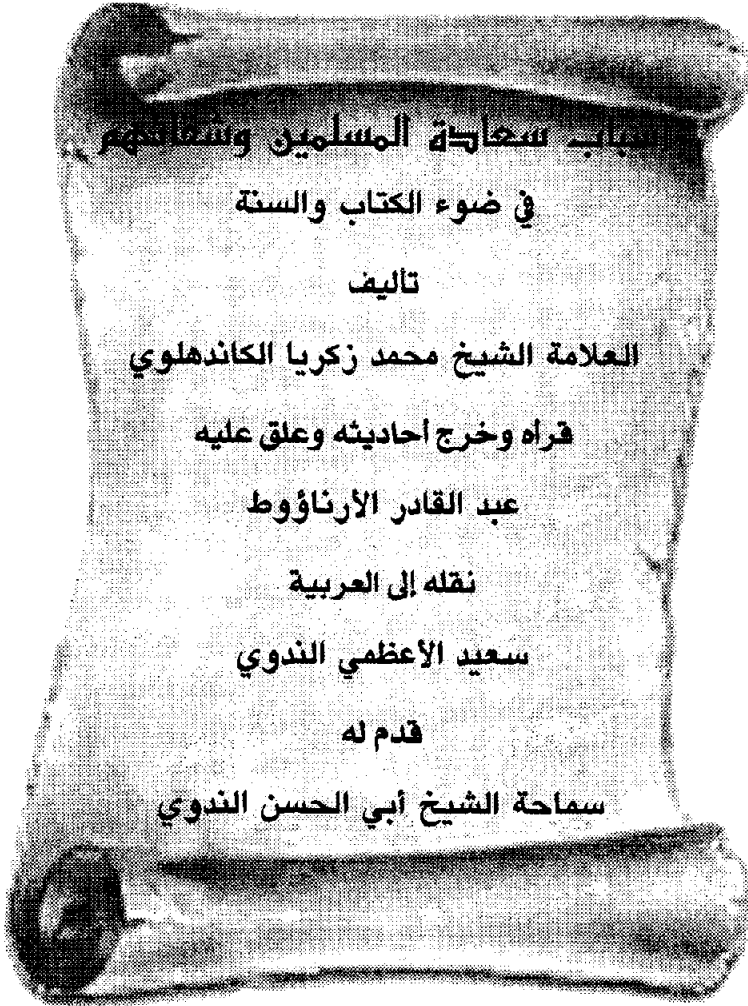 أسباب سعادة المسلمين وشقائهم
في ضوء الكتاب والسنة
تأليف
العلامة الشيخ محمد زكريا الكاندهلوي
قرأه وخرج أحاديثه وعلق عليه
عبد القادر الأرناؤوط
نقله إلى العربية
سعيد الأعظمي الندوي
قدم له
سماحة الشيخ أبي الحسن الندوي